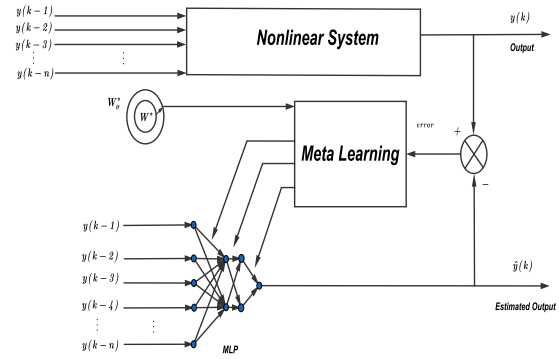 y(k−1)
y(k−2)
y(k−3)
y(k−n)
Nonlinear System
y(k)
Output
W*σ
W*
Meta Learning
error
+
−
y(k−1)
y(k−2)
y(k−3)
y(k−4)
y(k−n)
MLP
ŷ(k)
Estimated Output